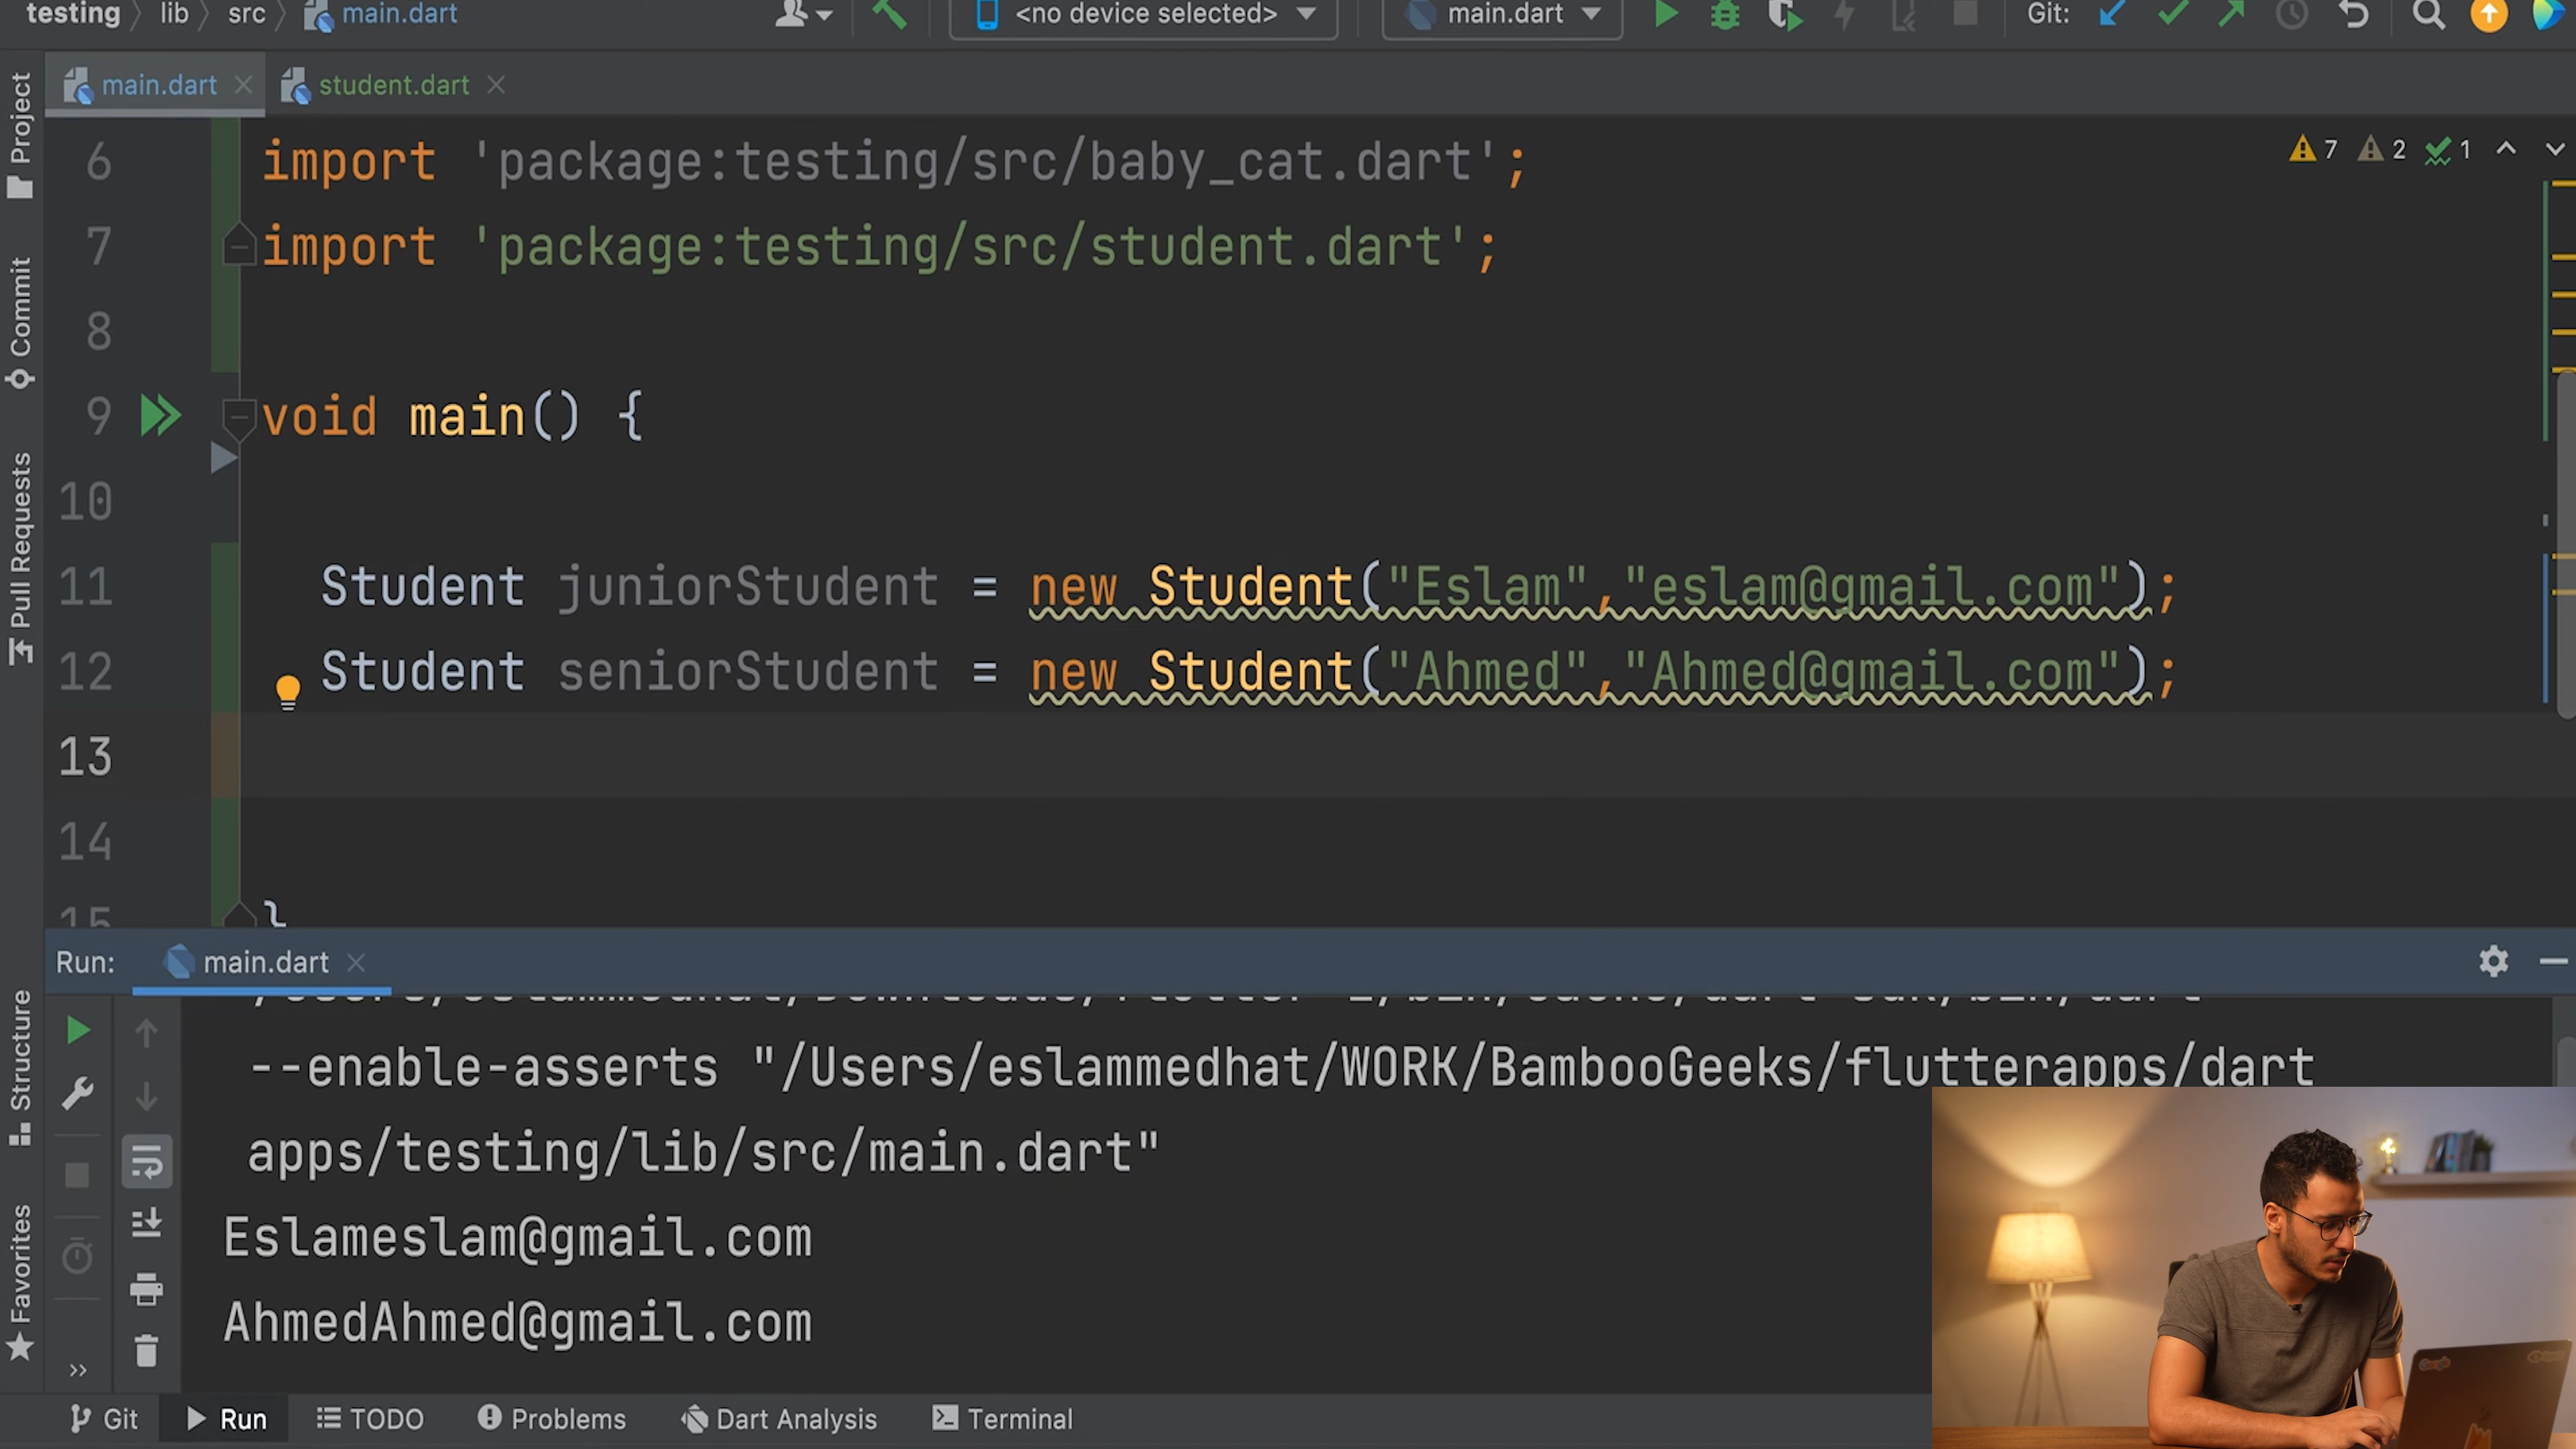 testing lib src main.dart <no device selected> main.dart Git:
main.dart student.dart
Project
Commit
Pull Requests
Structure
Favorites
6 import 'package:testing/src/baby_cat.dart';
7 import 'package:testing/src/student.dart';
8
9 void main() {
10
11 Student juniorStudent = new Student("Eslam","eslam@gmail.com");
12 Student seniorStudent = new Student("Ahmed","Ahmed@gmail.com");
13
14
15 }
7 2 1
Run: main.dart
--enable-asserts "/Users/eslammedhat/WORK/BambooGeeks/flutterapps/dart
apps/testing/lib/src/main.dart"
Eslameslam@gmail.com
AhmedAhmed@gmail.com
Git Run TODO Problems Dart Analysis Terminal